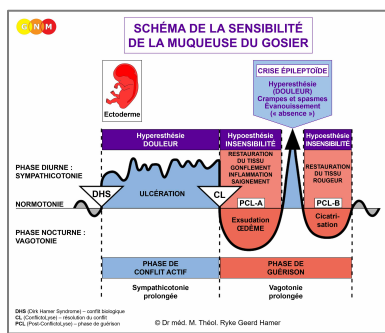 G N M
SCHÉMA DE LA SENSIBILITÉ
DE LA MUQUEUSE DU GOSIER
Ectoderme
CRISE ÉPILEPTOÏDE
Hyperesthésie
(DOULEUR)
Crampes et spasmes
Évanouissement
(« absence »)
Hyperesthésie
DOULEUR
Hypoesthésie
INSENSIBILITÉ
Hypoesthésie
INSENSIBILITÉ
PHASE DIURNE :
SYMPATHICOTONIE
RESTAURATION
DU TISSU
GONFLEMENT
INFLAMMATION
SAIGNEMENT
RESTAURATION
DU TISSU
ROUGEUR
DHS
ULCÉRATION
CL
PCL-A
PCL-B
NORMOTONIE
PHASE NOCTURNE :
VAGOTONIE
Exsudation
ŒDÈME
Cicatri-
sation
PHASE DE
CONFLIT ACTIF
PHASE DE
GUÉRISON
Sympathicotonie
prolongée
Vagotonie
prolongée
DHS (Dirk Hamer Syndrome) – conflit biologique
CL (ConflictoLyse) – résolution du conflit
PCL (Post-ConflictoLyse) – phase de guérison
© Dr méd. M. Théol. Ryke Geerd Hamer